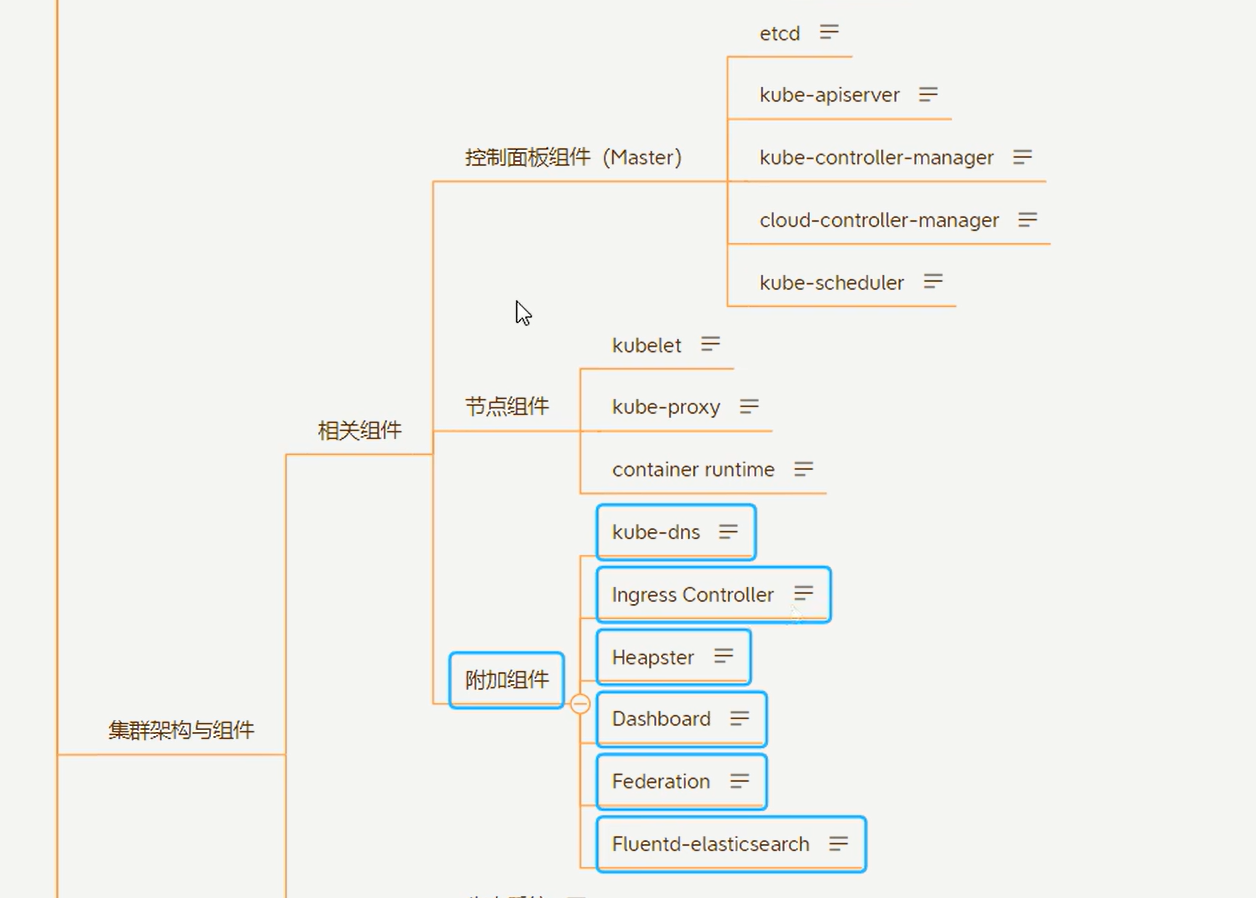 etcd
kube-apiserver
控制面板组件（Master）
kube-controller-manager
cloud-controller-manager
kube-scheduler
kubelet
节点组件
kube-proxy
相关组件
container runtime
kube-dns
Ingress Controller
Heapster
附加组件
Dashboard
集群架构与组件
Federation
Fluentd-elasticsearch